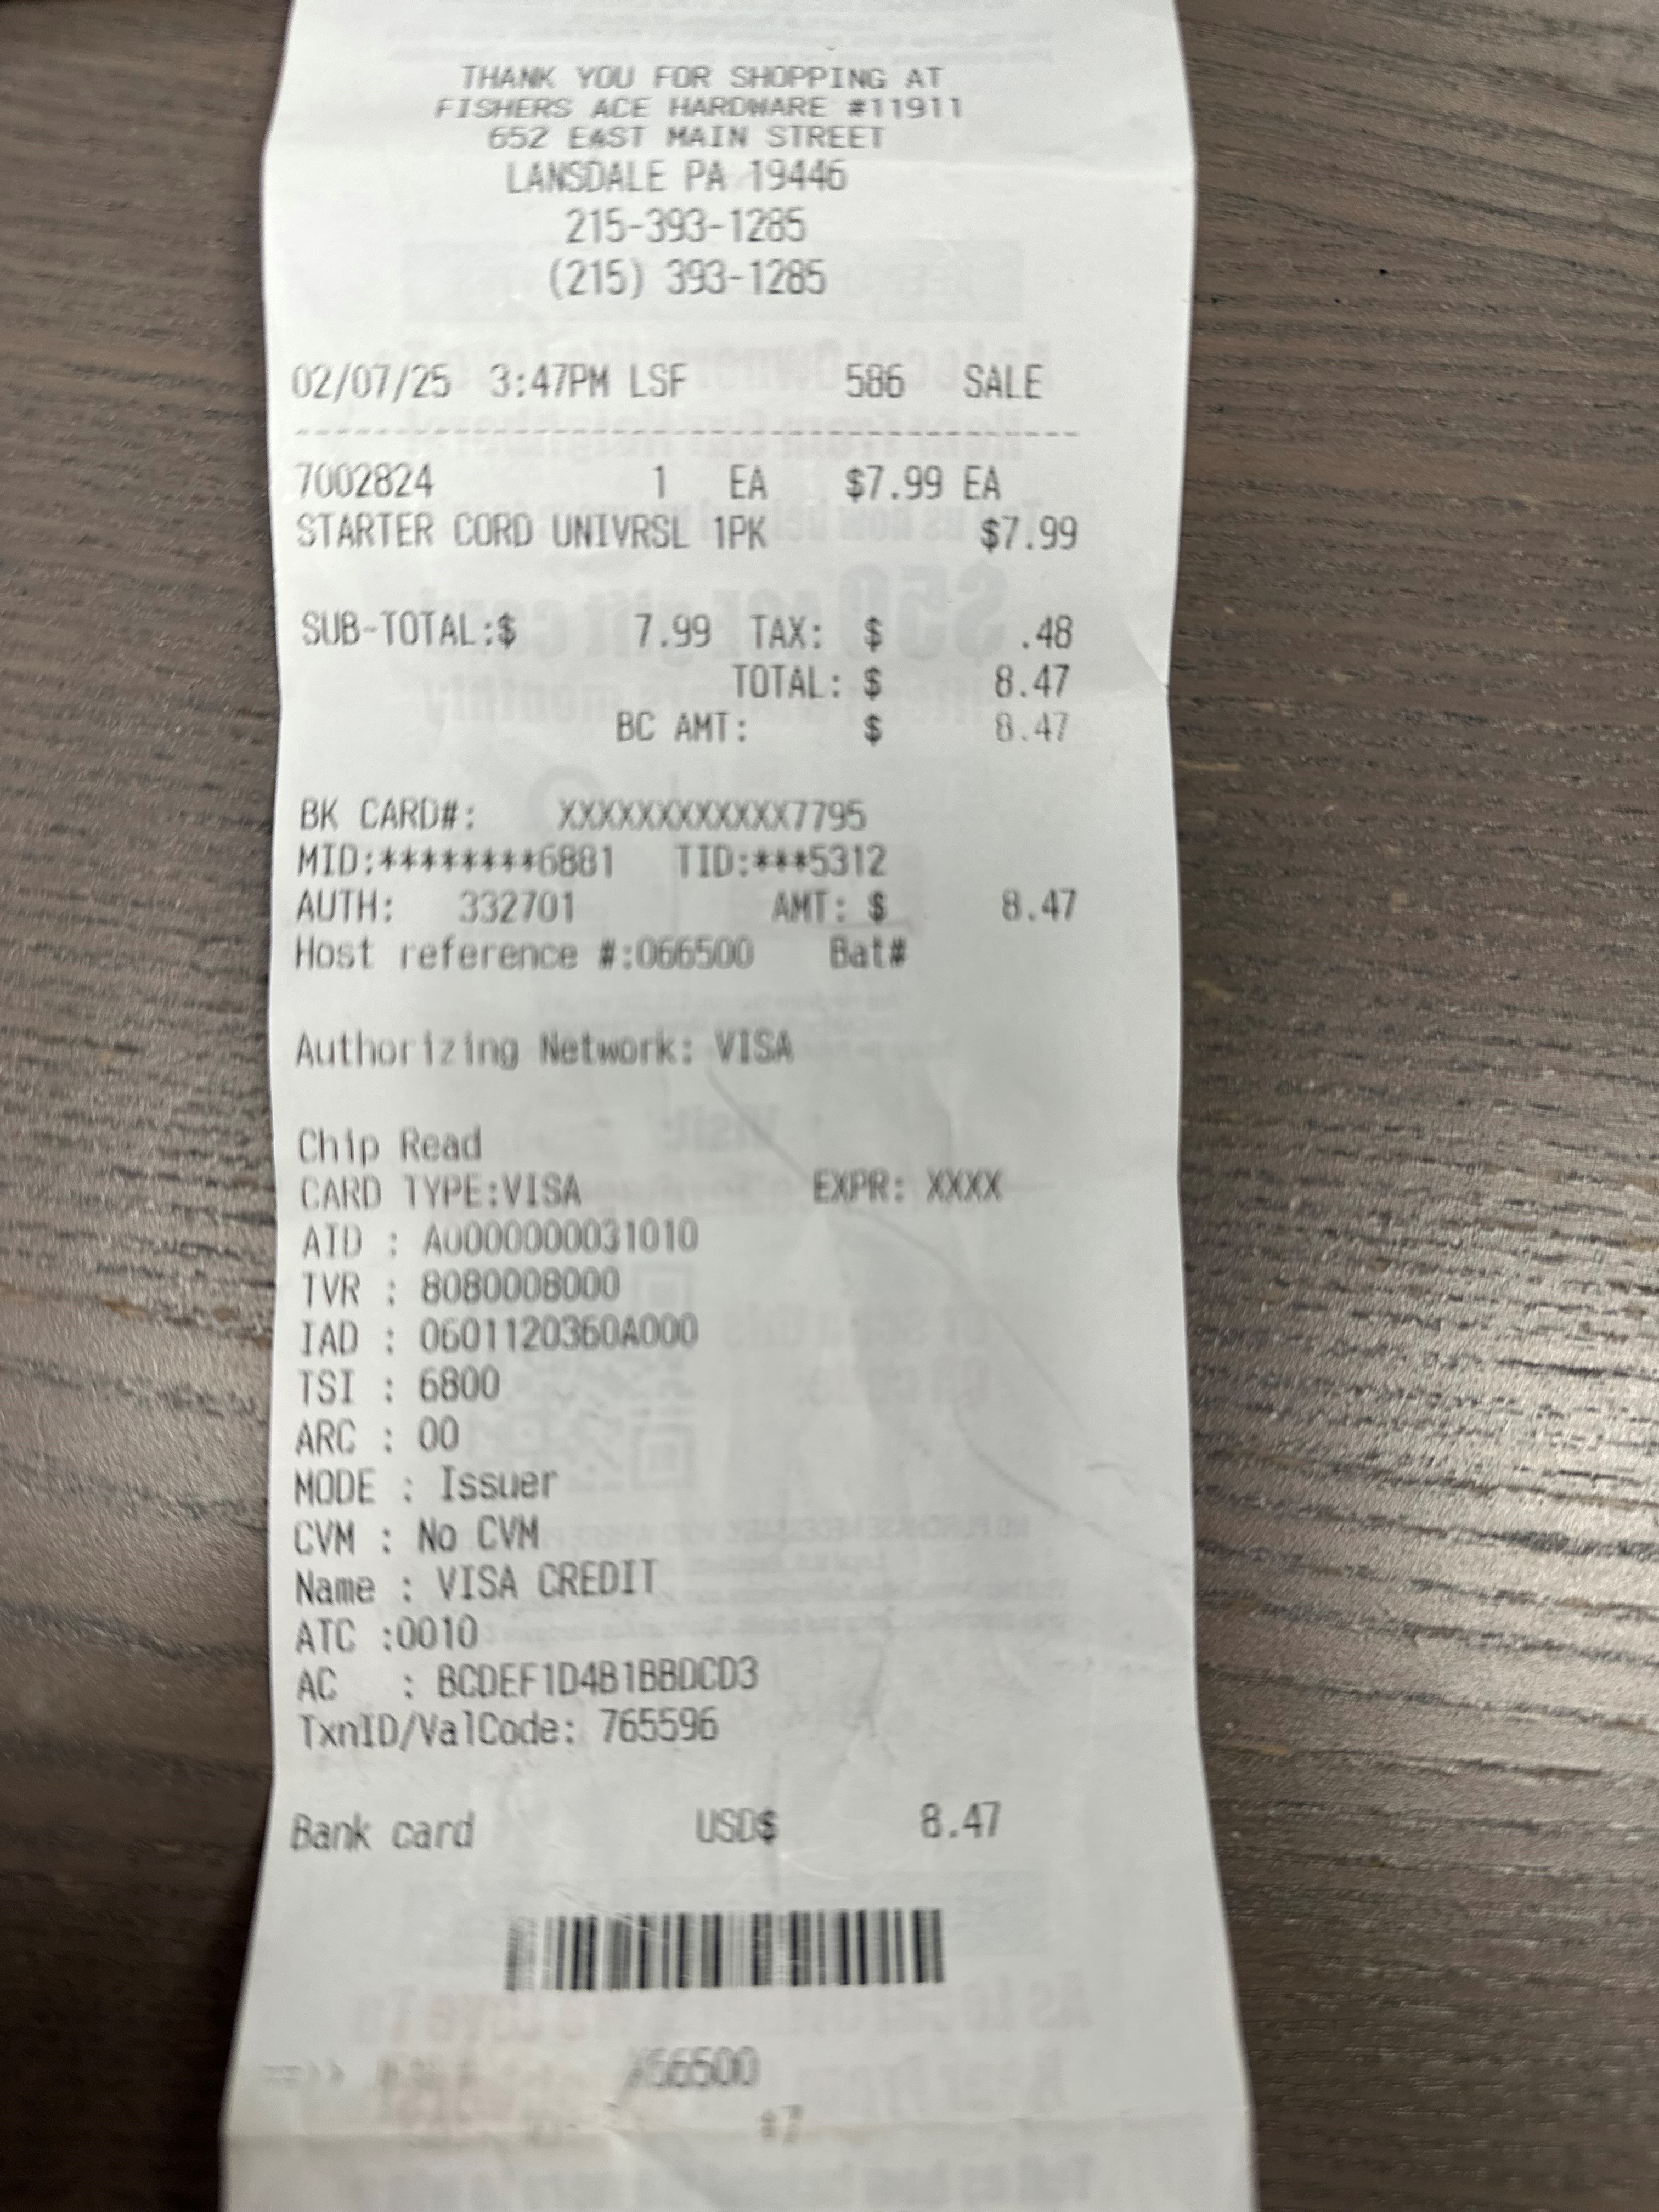 THANK YOU FOR SHOPPING AT
FISHERS ACE HARDWARE #11911
652 EAST MAIN STREET
LANSDALE PA 19446
215-393-1285
(215) 393-1285
02/07/25 3:47PM LSF 586 SALE
7002824 1 EA $7.99 EA
STARTER CORD UNIVRSL 1PK $7.99
SUB-TOTAL:$ 7.99 TAX: $ .48
TOTAL: $ 8.47
BC AMT: $ 8.47
BK CARD#: XXXXXXXXXXXX7795
MID:********6881 TID:***5312
AUTH: 332701 AMT: $ 8.47
Host reference #:066500 Bat#
Authorizing Network: VISA
Chip Read
CARD TYPE:VISA EXPR: XXXX
AID : A0000000031010
TVR : 8080008000
IAD : 0601120360A000
TSI : 6800
ARC : 00
MODE : Issuer
CVM : No CVM
Name : VISA CREDIT
ATC :0010
AC : BCDEF1D4B1BBDCD3
TxnID/ValCode: 765596
Bank card USD$ 8.47